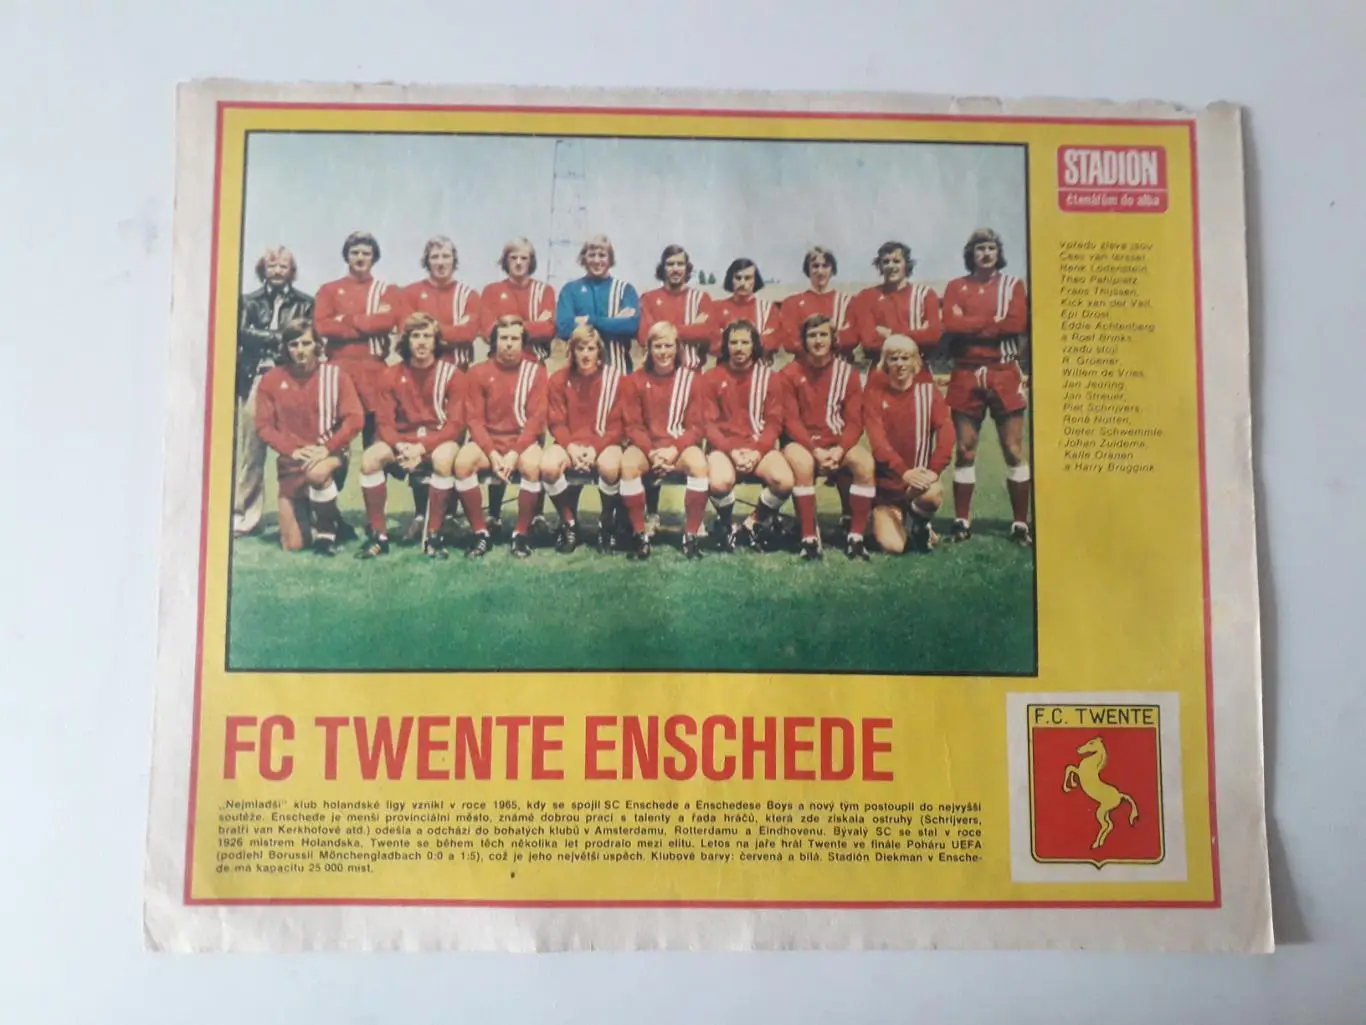 STADIÓN
čtenářům do alba
Vpředu zleva jsou
Cees van Ierssel,
Henk Lodenstein,
Theo Pahlplatz,
Frans Thijssen,
Kick van der Vall,
Epi Drost,
Eddie Achterberg
a Roel Brinks,
vzadu stojí
R. Groener,
Willem de Vries,
Jan Jeuring,
Jan Streuer,
Piet Schrijvers,
René Notten,
Dieter Schwemmle,
Johan Zuidema,
Kalle Oranen
a Harry Bruggink
FC TWENTE ENSCHEDE
F.C. TWENTE
„Nejmladší" klub holandské ligy vznikl v roce 1965, kdy se spojil SC Enschede a Enschedese Boys a nový tým postoupil do nejvyšší
soutěže. Enschede je menší provinciální město, známé dobrou prací s talenty a řada hráčů, která zde získala ostruhy (Schrijvers,
bratři van Kerkhofové atd.) odešla a odchází do bohatých klubů v Amsterdamu, Rotterdamu a Eindhovenu. Bývalý SC se stal v roce
1926 mistrem Holandska, Twente se během těch několika let prodralo mezi elitu. Letos na jaře hrál Twente ve finále Poháru UEFA
(podlehl Borussii Mönchengladbach 0:0 a 1:5), což je jeho největší úspěch. Klubové barvy: červená a bílá. Stadión Diekman v Ensche-
de má kapacitu 25 000 míst.